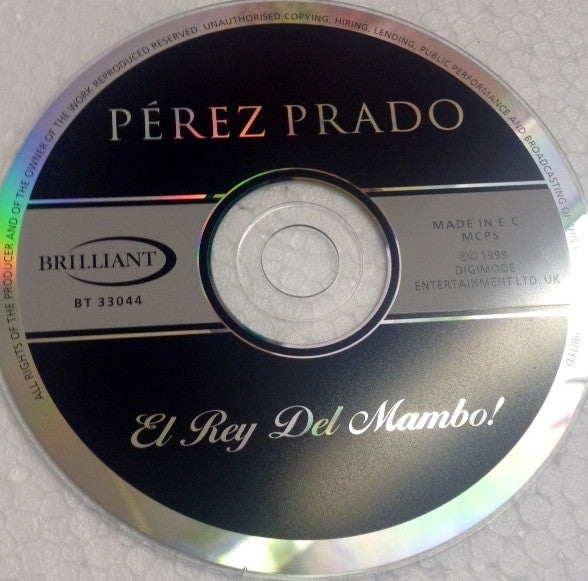 ALL RIGHTS OF THE PRODUCER AND OF THE OWNER OF THE WORK REPRODUCED RESERVED. UNAUTHORISED COPYING, HIRING, LENDING, PUBLIC PERFORMANCE AND BROADCASTING OF
PÉREZ PRADO
BRILLIANT
BT 33044
MADE IN E.C.
MCPS
℗© 1999
DIGIMODE
ENTERTAINMENT LTD. UK
El Rey Del Mambo!